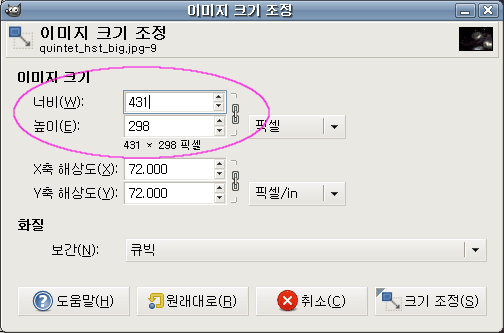 이미지 크기 조정
이미지 크기 조정
quintet_hst_big.jpg-9
이미지 크기
너비(W): 431
높이(E): 298 픽셀
431 × 298 픽셀
X축 해상도(X): 72.000
Y축 해상도(Y): 72.000 픽셀/in
화질
보간(N): 큐빅
도움말(H) 원래대로(R) 취소(C) 크기 조정(S)